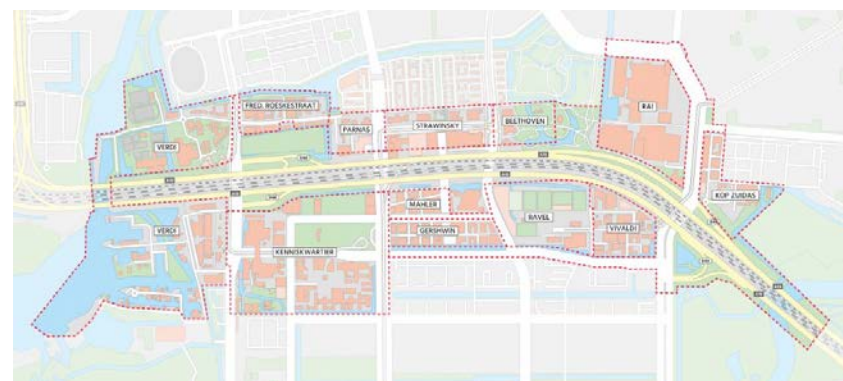 RAI
FRED. ROESKESTRAAT
BEETHOVEN
STRAWINSKY
PARNAS
VERDI
KOP ZUIDAS
MAHLER
RAVEL
VERDI
GERSHWIN
VIVALDI
KENNISKWARTIER